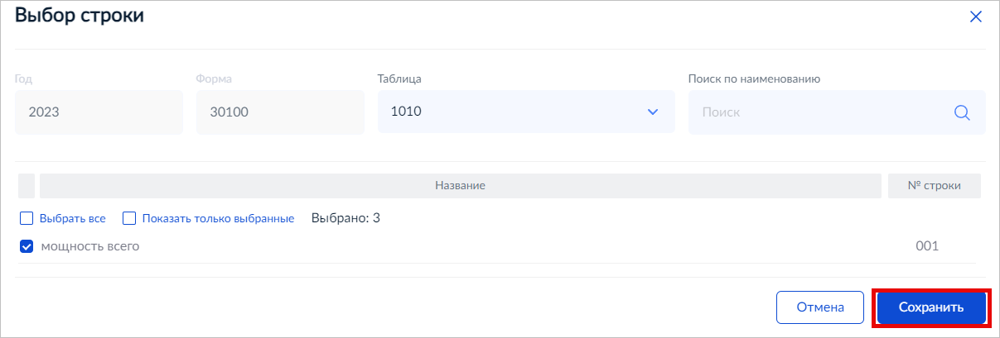 Выбор строки
Год Форма Таблица Поиск по наименованию
2023 30100 1010 Поиск
Название № строки
Выбрать все Показать только выбранные Выбрано: 3
мощность всего 001
Отмена Сохранить